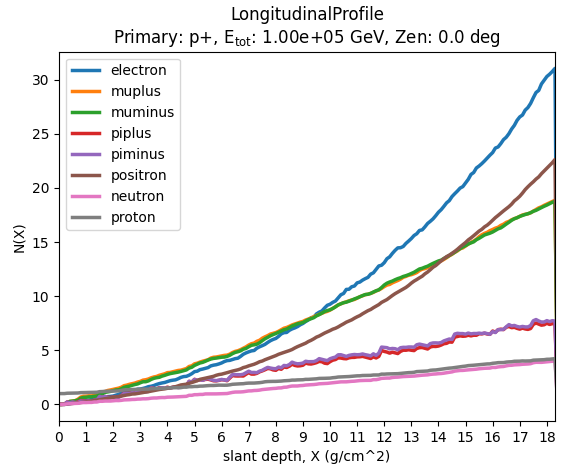 LongitudinalProfile
Primary: p+, E_tot: 1.00e+05 GeV, Zen: 0.0 deg
N(X)
30
25
20
15
10
5
0
electron
muplus
muminus
piplus
piminus
positron
neutron
proton
0 1 2 3 4 5 6 7 8 9 10 11 12 13 14 15 16 17 18
slant depth, X (g/cm^2)